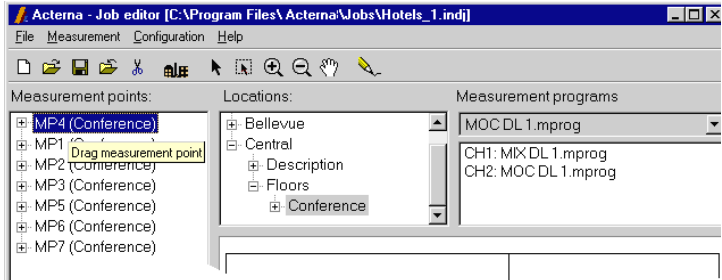 Acterna - Job editor [C:\Program Files\ Acterna\Jobs\Hotels_1.indj]
File Measurement Configuration Help
Measurement points:
MP4 (Conference)
MP1
Drag measurement point
MP2 (Conference)
MP3 (Conference)
MP5 (Conference)
MP6 (Conference)
MP7 (Conference)
Locations:
Bellevue
Central
Description
Floors
Conference
Measurement programs
MOC DL 1.mprog
CH1: MIX DL 1.mprog
CH2: MOC DL 1.mprog